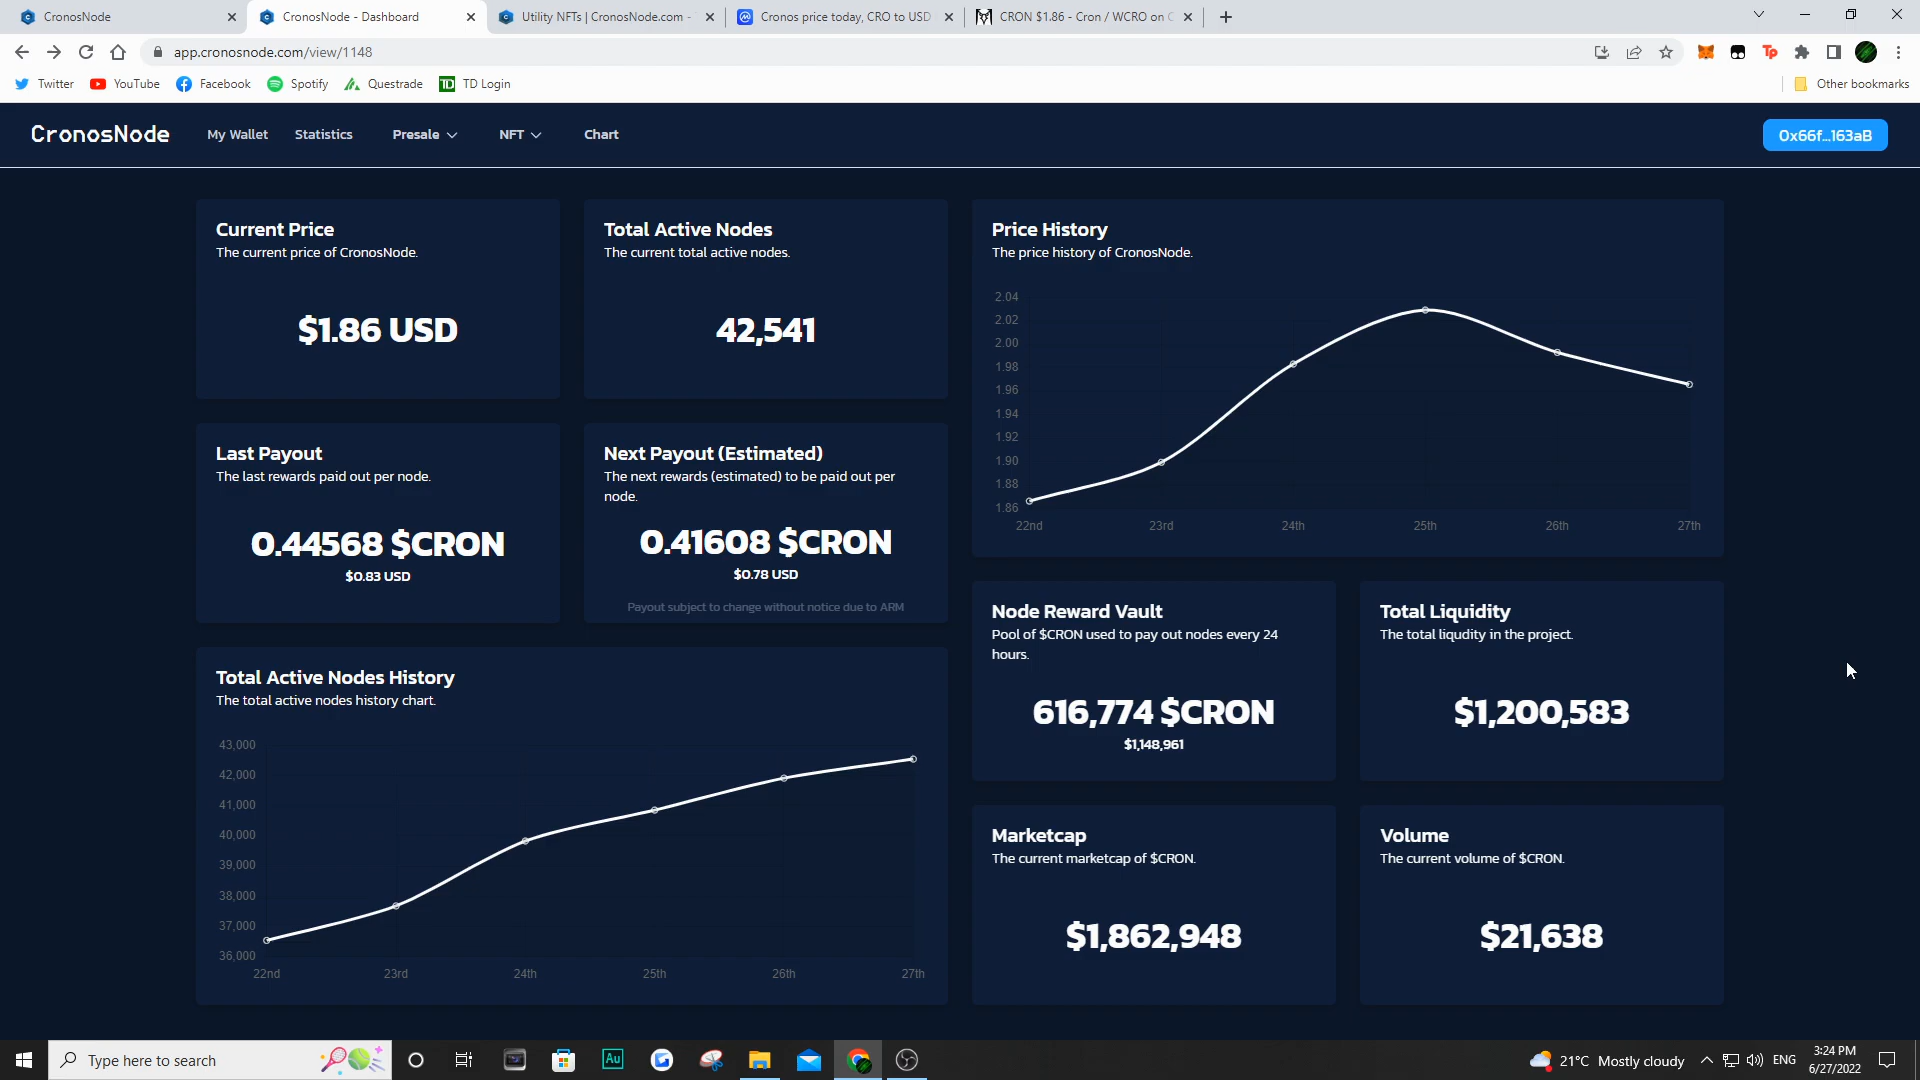 CronosNode
CronosNode - Dashboard
Utility NFTs | CronosNode.com -
Cronos price today, CRO to USD
CRON $1.86 - Cron / WCRO on C
app.cronosnode.com/view/1148
Twitter
YouTube
Facebook
Spotify
Questrade
TD Login
Other bookmarks
CronosNode
My Wallet
Statistics
Presale
NFT
Chart
0x66f...163aB
Current Price
The current price of CronosNode.
$1.86 USD
Total Active Nodes
The current total active nodes.
42,541
Price History
The price history of CronosNode.
2.04
2.02
2.00
1.98
1.96
1.94
1.92
1.90
1.88
1.86
22nd
23rd
24th
25th
26th
27th
Last Payout
The last rewards paid out per node.
0.44568 $CRON
$0.83 USD
Next Payout (Estimated)
The next rewards (estimated) to be paid out per
node.
0.41608 $CRON
$0.78 USD
Payout subject to change without notice due to ARM
Node Reward Vault
Pool of $CRON used to pay out nodes every 24
hours.
616,774 $CRON
$1,148,961
Total Liquidity
The total liqudity in the project.
$1,200,583
Total Active Nodes History
The total active nodes history chart.
43,000
42,000
41,000
40,000
39,000
38,000
37,000
36,000
22nd
23rd
24th
25th
26th
27th
Marketcap
The current marketcap of $CRON.
$1,862,948
Volume
The current volume of $CRON.
$21,638
Type here to search
Au
21°C Mostly cloudy
ENG
3:24 PM
6/27/2022